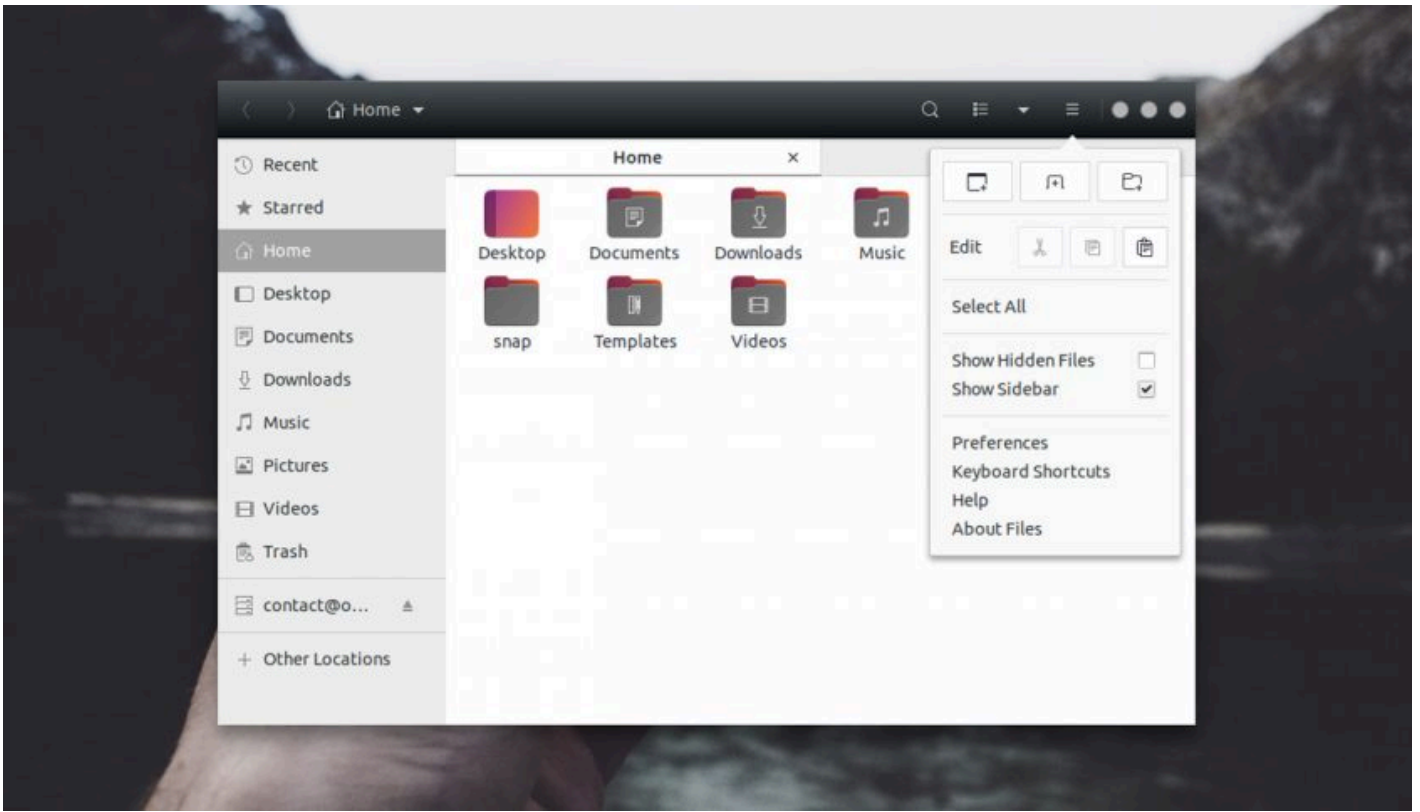 Home
Recent
Starred
Home
Desktop
Documents
Downloads
Music
Pictures
Videos
Trash
contact@o...
Other Locations
Home
Desktop
Documents
Downloads
Music
snap
Templates
Videos
Edit
Select All
Show Hidden Files
Show Sidebar
Preferences
Keyboard Shortcuts
Help
About Files